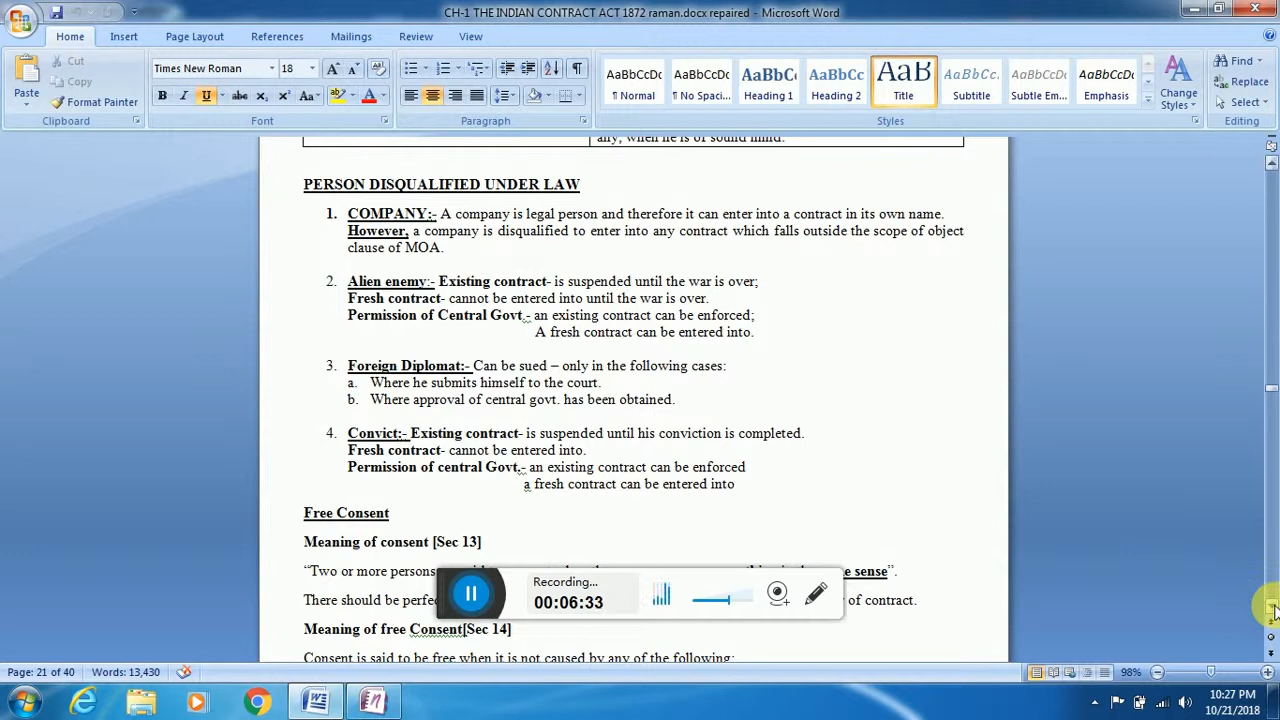 CH-1 THE INDIAN CONTRACT ACT 1872 raman.docx repaired - Microsoft Word
Home Insert Page Layout References Mailings Review View
Cut
Copy
Paste
Format Painter
Clipboard
Times New Roman 18
Font
Paragraph
AaBbCcDc AaBbCcDc AaBbCc AaBbCc AaB AaBbCc. AaBbCcDc AaBbCcDc
¶ Normal ¶ No Spaci... Heading 1 Heading 2 Title Subtitle Subtle Em... Emphasis
Change Styles
Styles
Find
Replace
Select
Editing
any, when he is of sound mind.
PERSON DISQUALIFIED UNDER LAW
1. COMPANY:- A company is legal person and therefore it can enter into a contract in its own name.
However, a company is disqualified to enter into any contract which falls outside the scope of object
clause of MOA.
2. Alien enemy:- Existing contract- is suspended until the war is over;
Fresh contract- cannot be entered into until the war is over.
Permission of Central Govt.- an existing contract can be enforced;
A fresh contract can be entered into.
3. Foreign Diplomat:- Can be sued – only in the following cases:
a. Where he submits himself to the court.
b. Where approval of central govt. has been obtained.
4. Convict:- Existing contract- is suspended until his conviction is completed.
Fresh contract- cannot be entered into.
Permission of central Govt.- an existing contract can be enforced
a fresh contract can be entered into
Free Consent
Meaning of consent [Sec 13]
“Two or more persons sense”.
There should be of contract.
Meaning of free Consent[Sec 14]
Consent is said to be free when it is not caused by any of the following:
Recording...
00:06:33
Page: 21 of 40 Words: 13,430 98%
10:27 PM
10/21/2018